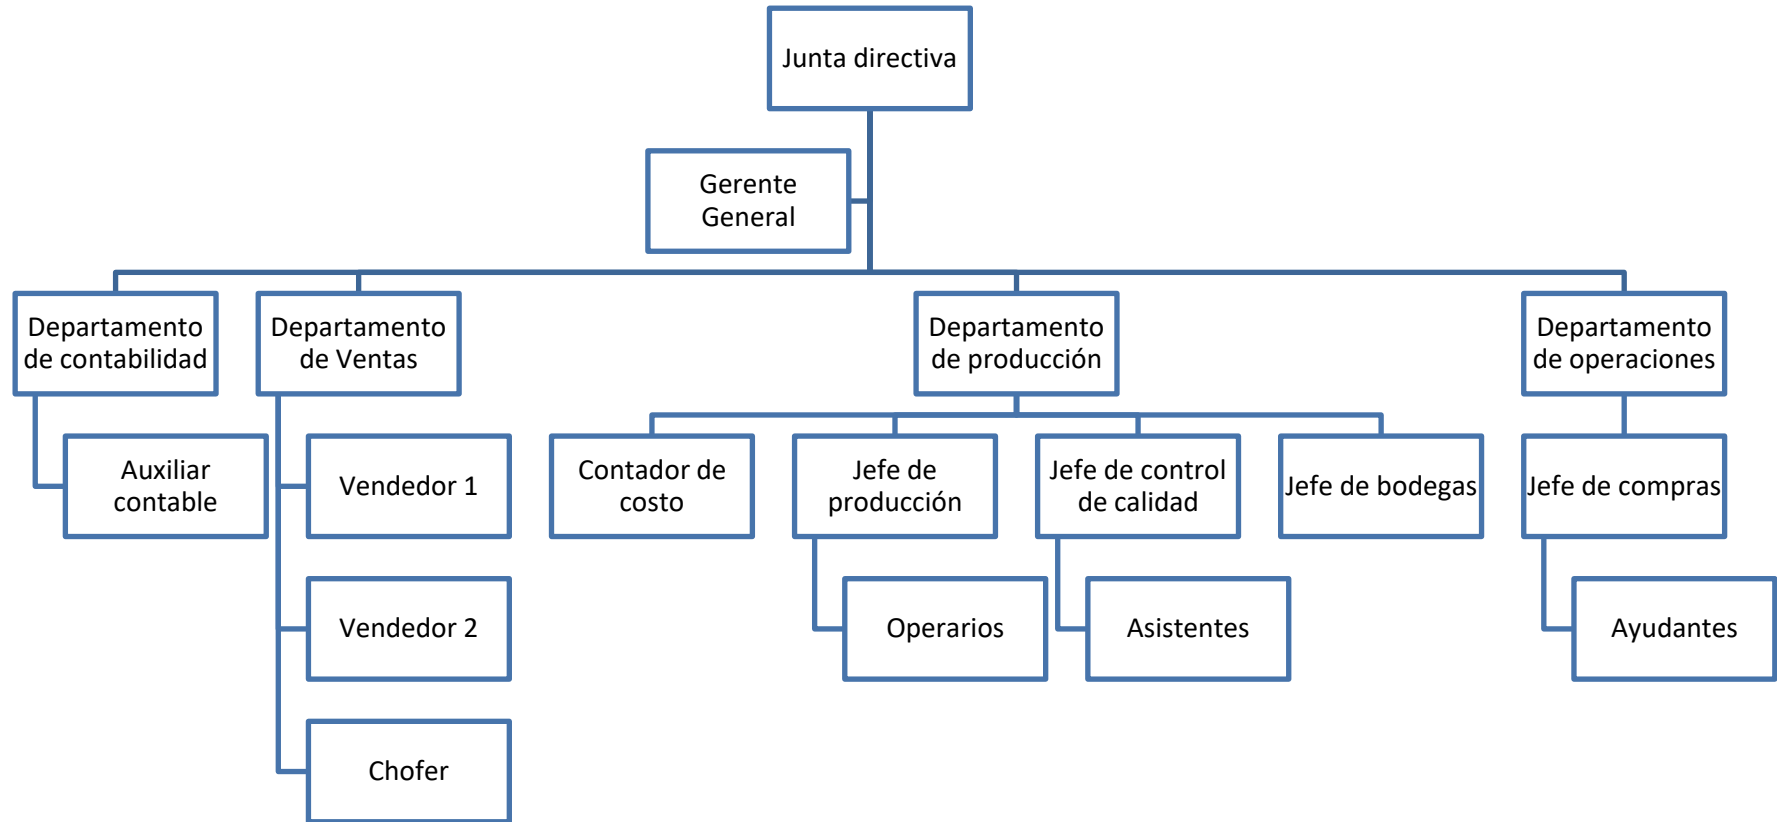 Junta directiva
Gerente
General
Departamento
de contabilidad
Departamento
de Ventas
Departamento
de producción
Departamento
de operaciones
Auxiliar
contable
Vendedor 1
Contador de
costo
Jefe de
producción
Jefe de control
de calidad
Jefe de bodegas
Jefe de compras
Vendedor 2
Operarios
Asistentes
Ayudantes
Chofer